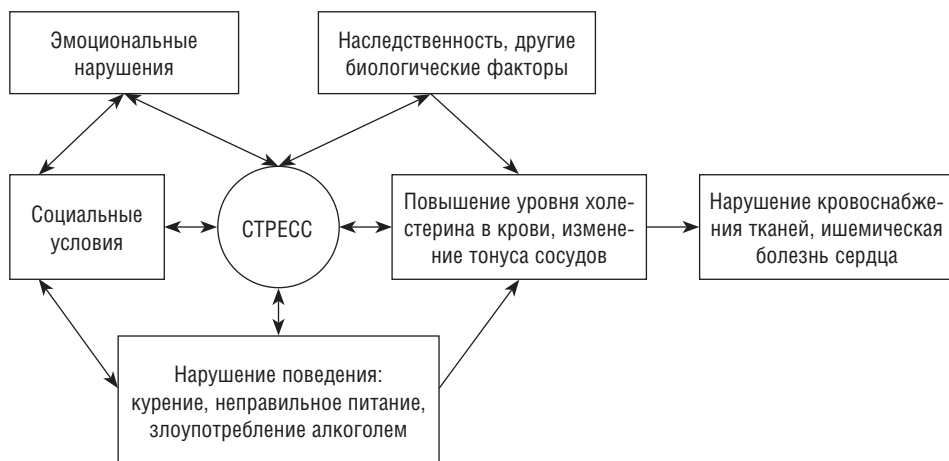 Эмоциональные
нарушения
Наследственность, другие
биологические факторы
Социальные
условия
СТРЕСС
Повышение уровня холе-
стерина в крови, измене-
ние тонуса сосудов
Нарушение кровоснабже-
ния тканей, ишемическая
болезнь сердца
Нарушение поведения:
курение, неправильное питание,
злоупотребление алкоголем